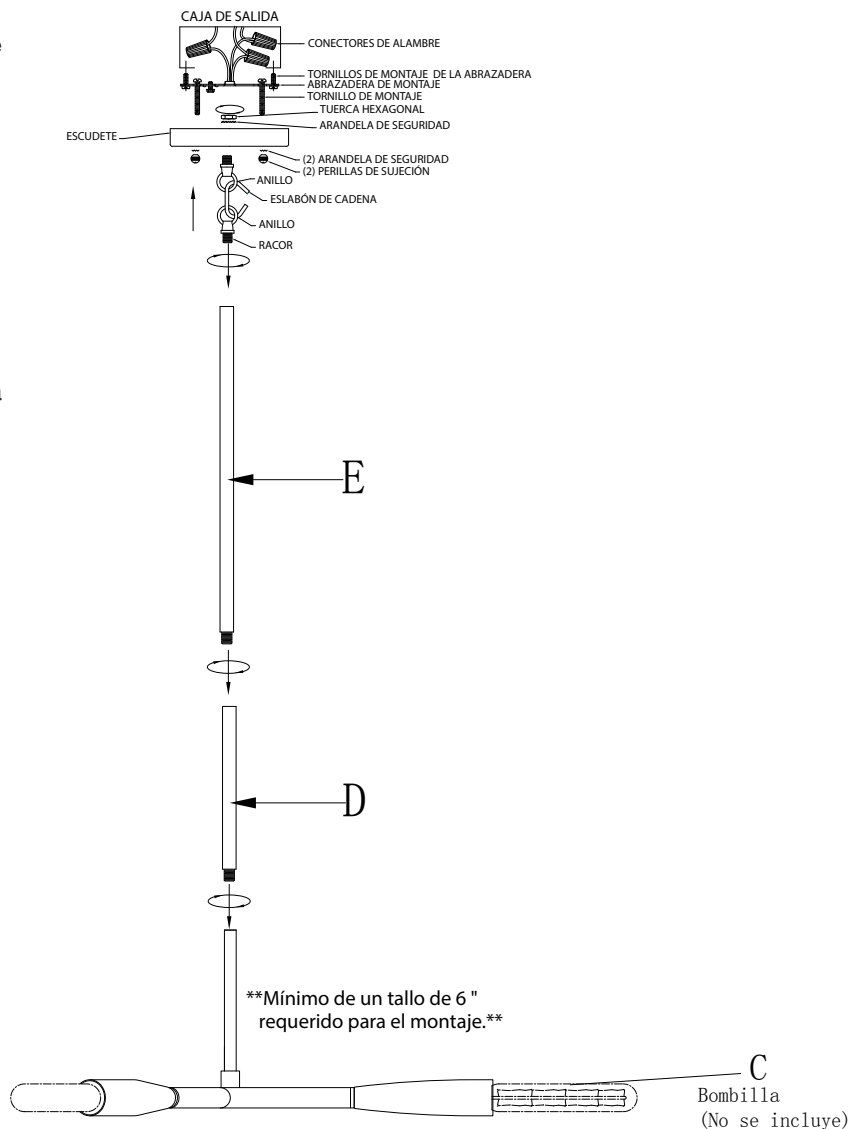 CAJA DE SALIDA
CONECTORES DE ALAMBRE
TORNILLOS DE MONTAJE DE LA ABRAZADERA
ABRAZADERA DE MONTAJE
TORNILLO DE MONTAJE
TUERCA HEXAGONAL
ARANDELA DE SEGURIDAD
ESCUDETE
(2) ARANDELA DE SEGURIDAD
(2) PERILLAS DE SUJECIÓN
ANILLO
ESLABÓN DE CADENA
ANILLO
RACOR
E
D
**Mínimo de un tallo de 6 "
requerido para el montaje.**
C
Bombilla
(No se incluye)